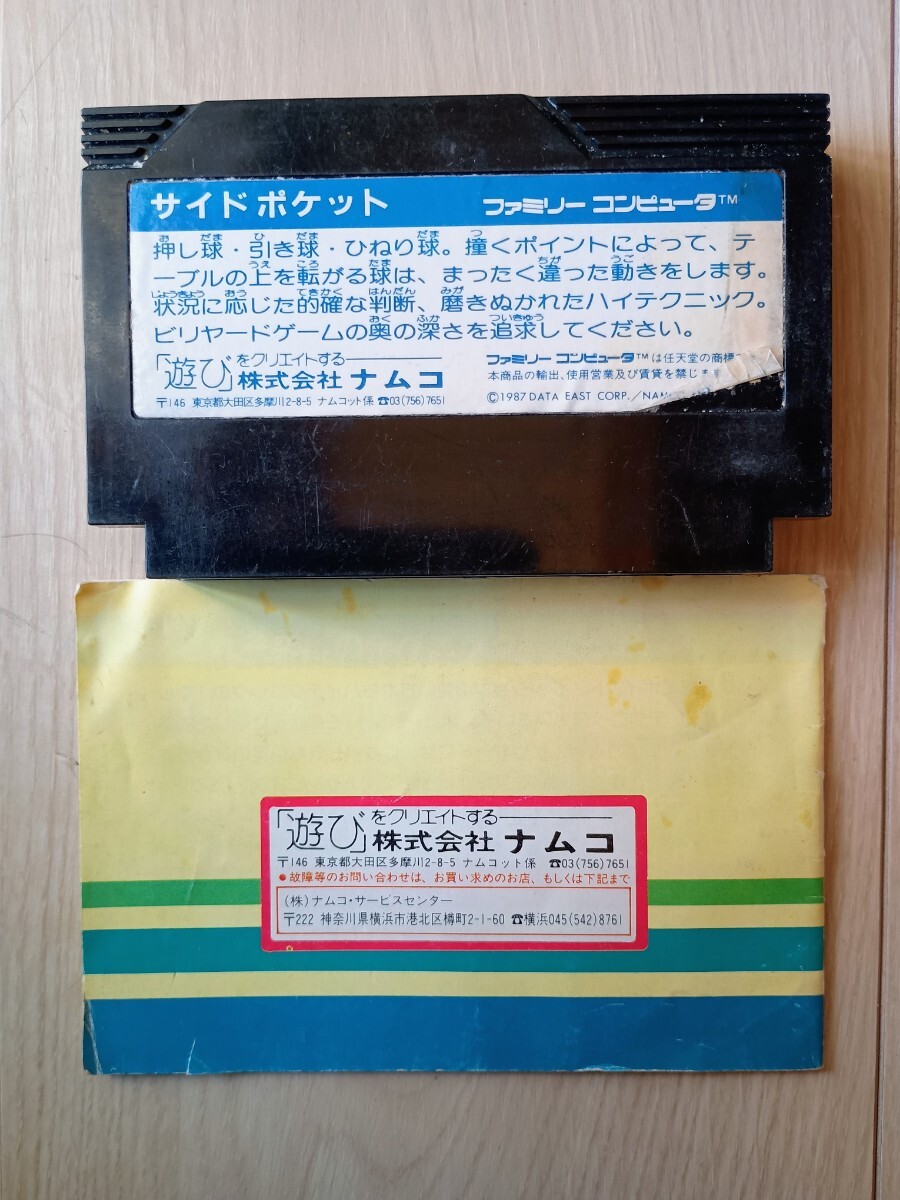 サイドポケット
ファミリー コンピュータ™
押し球・引き球・ひねり球。撞くポイントによって、テ
ーブルの上を転がる球は、まったく違った動きをします。
状況に応じた的確な判断、磨きぬかれたハイテクニック。
ビリヤードゲームの奥の深さを追求してください。
「遊び」をクリエイトする
株式会社 ナムコ
〒146 東京都大田区多摩川2-8-5 ナムコット係 ☎03(756)7651
ファミリー コンピュータ™は任天堂の商標
本商品の輸出、使用営業及び賃貸を禁じます
©1987 DATA EAST CORP./NAM
「遊び」をクリエイトする
株式会社 ナムコ
〒146 東京都大田区多摩川2-8-5 ナムコット係 ☎03(756)7651
●故障等のお問い合わせは、お買い求めのお店、もしくは下記まで
(株)ナムコ・サービスセンター
〒222 神奈川県横浜市港北区樽町2-1-60 ☎横浜045(542)8761